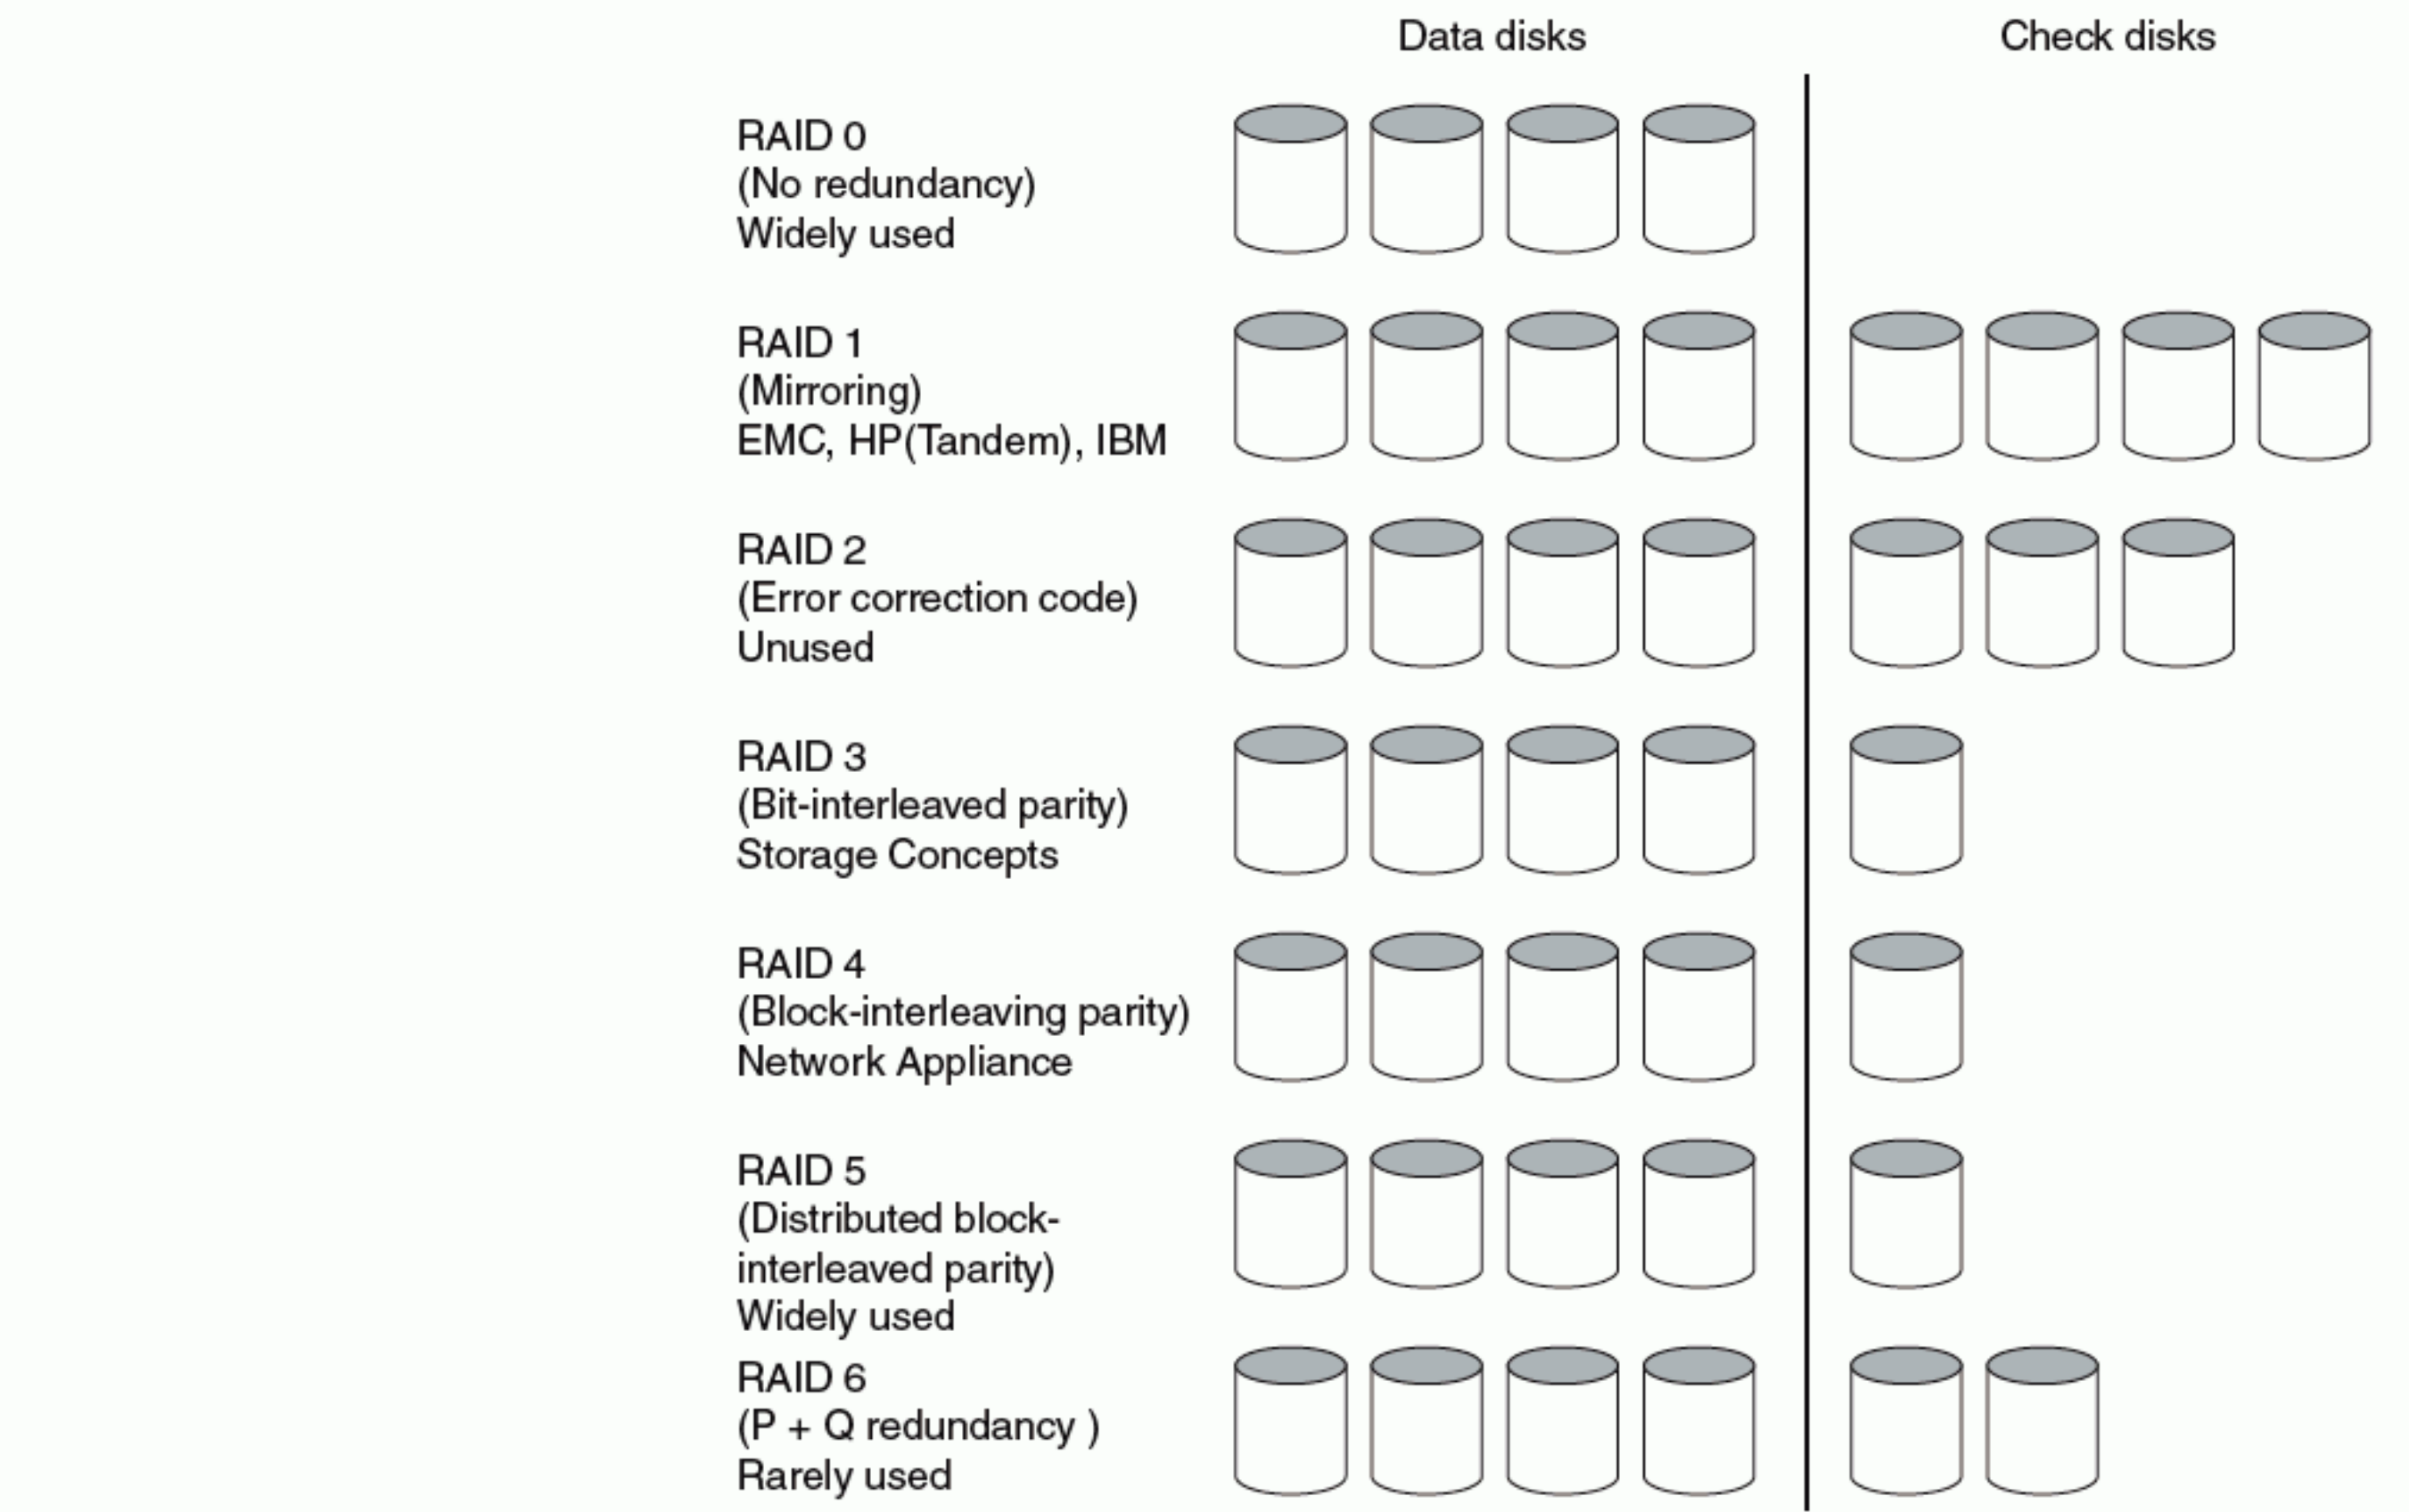 Data disks
Check disks
RAID 0
(No redundancy)
Widely used
RAID 1
(Mirroring)
EMC, HP(Tandem), IBM
RAID 2
(Error correction code)
Unused
RAID 3
(Bit-interleaved parity)
Storage Concepts
RAID 4
(Block-interleaving parity)
Network Appliance
RAID 5
(Distributed block-
interleaved parity)
Widely used
RAID 6
(P + Q redundancy )
Rarely used